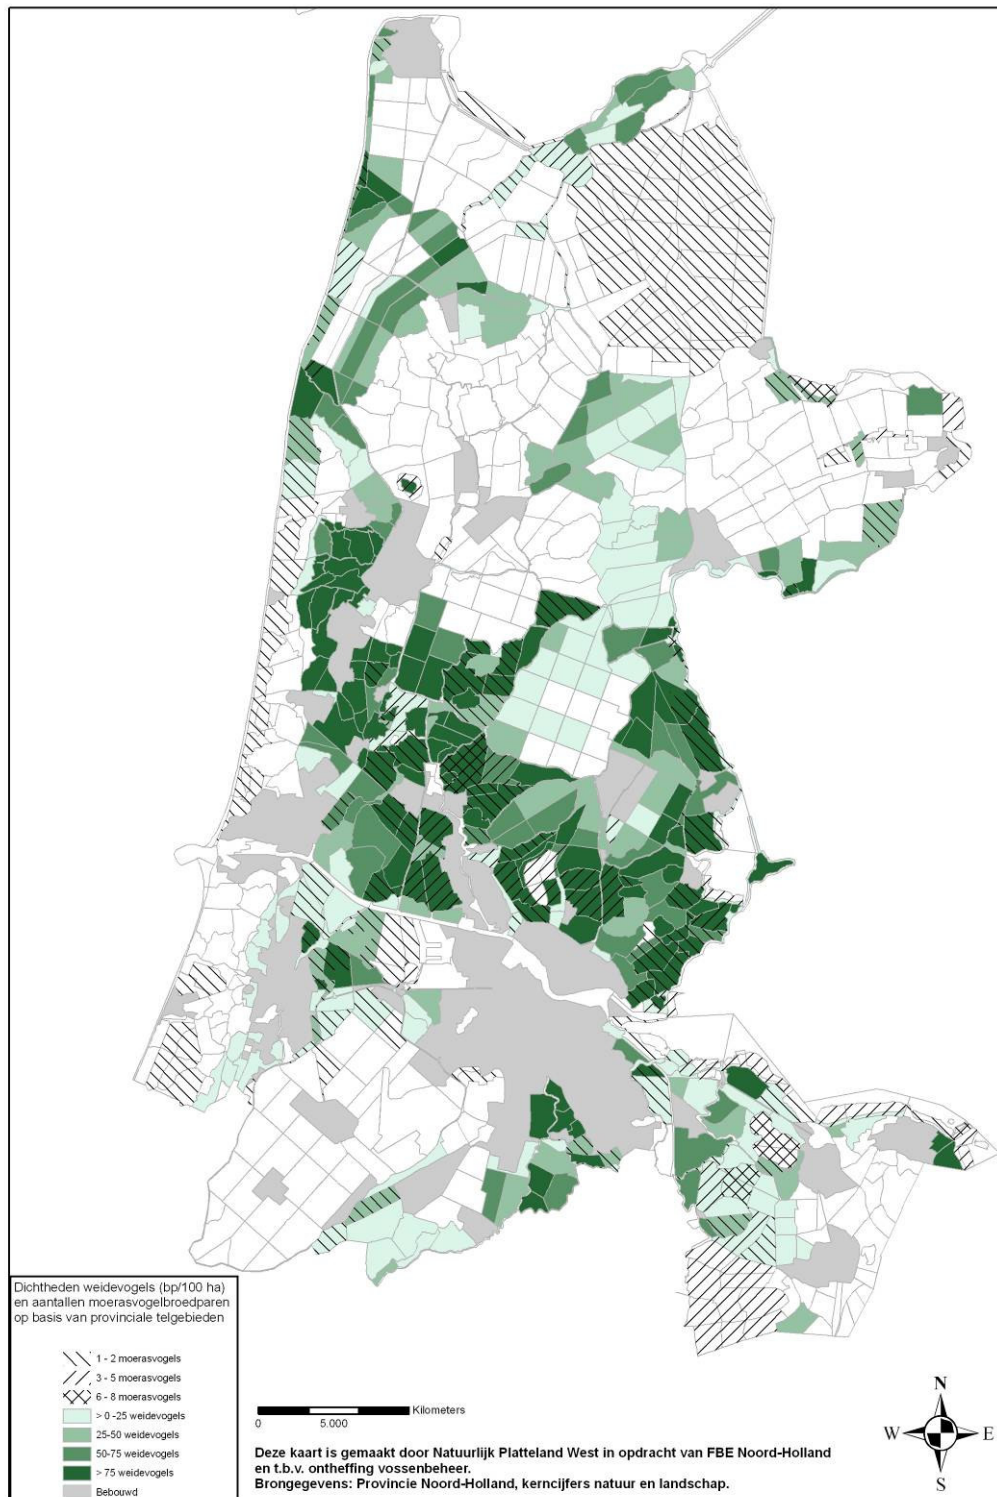 Dichtheden weidevogels (bp/100 ha)
en aantallen moerasvogelbroedparen
op basis van provinciale telgebieden
1 - 2 moerasvogels
3 - 5 moerasvogels
6 - 8 moerasvogels
> 0 -25 weidevogels
25-50 weidevogels
50-75 weidevogels
> 75 weidevogels
Bebouwd
Kilometers
0 5.000
Deze kaart is gemaakt door Natuurlijk Platteland West in opdracht van FBE Noord-Holland
en t.b.v. ontheffing vossenbeheer.
Brongegevens: Provincie Noord-Holland, kerncijfers natuur en landschap.
N
W E
S